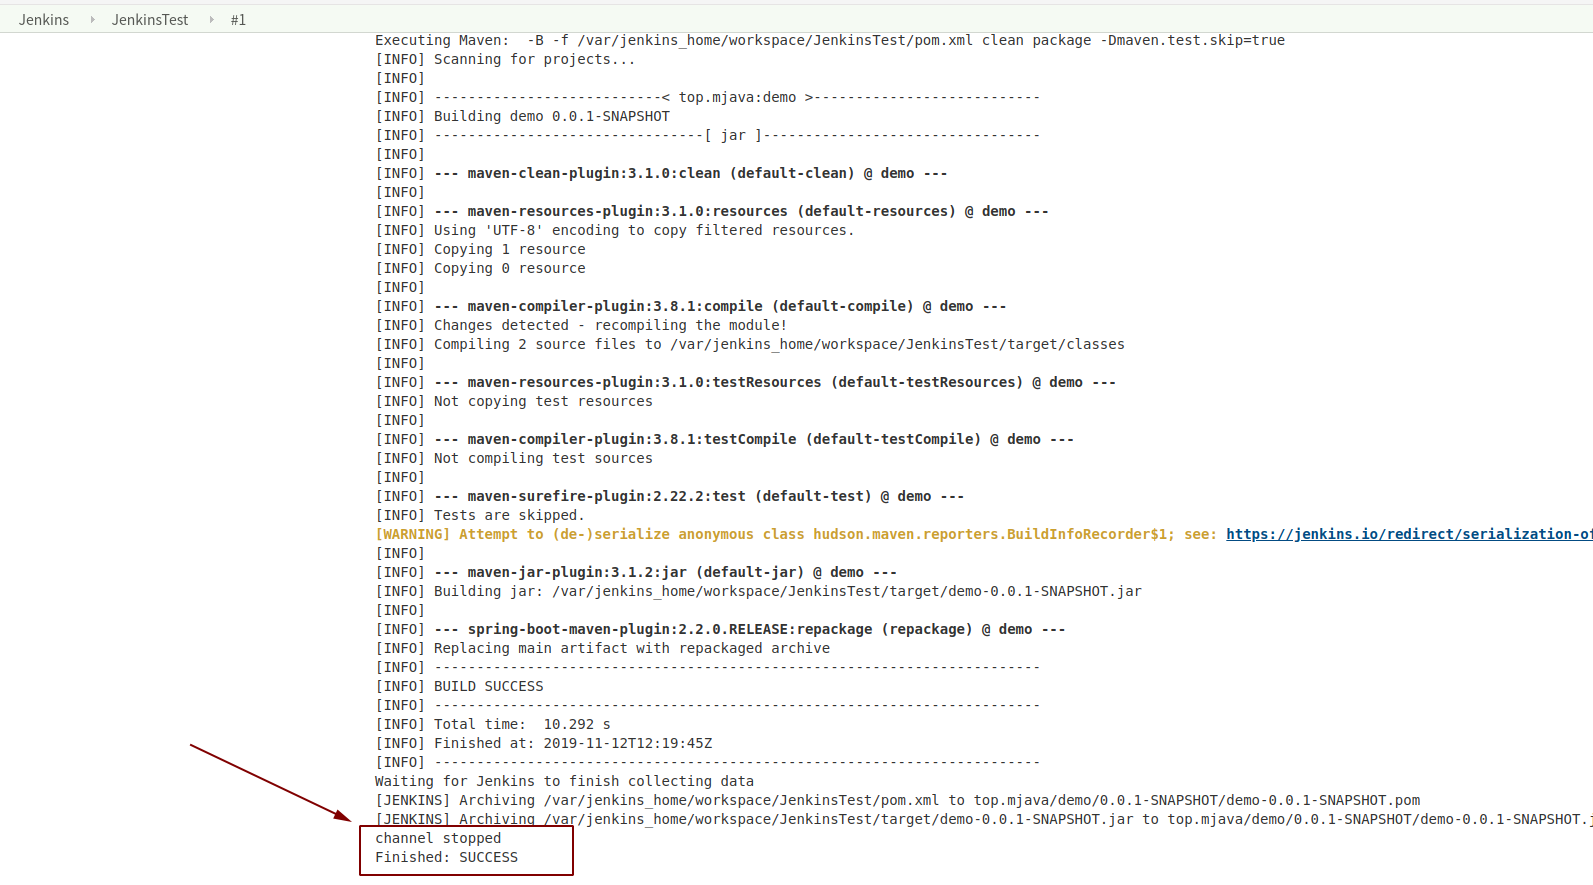 Jenkins JenkinsTest #1
Executing Maven:  -B -f /var/jenkins_home/workspace/JenkinsTest/pom.xml clean package -Dmaven.test.skip=true
[INFO] Scanning for projects...
[INFO]
[INFO] ---------------------------< top.mjava:demo >---------------------------
[INFO] Building demo 0.0.1-SNAPSHOT
[INFO] --------------------------------[ jar ]---------------------------------
[INFO]
[INFO] --- maven-clean-plugin:3.1.0:clean (default-clean) @ demo ---
[INFO]
[INFO] --- maven-resources-plugin:3.1.0:resources (default-resources) @ demo ---
[INFO] Using 'UTF-8' encoding to copy filtered resources.
[INFO] Copying 1 resource
[INFO] Copying 0 resource
[INFO]
[INFO] --- maven-compiler-plugin:3.8.1:compile (default-compile) @ demo ---
[INFO] Changes detected - recompiling the module!
[INFO] Compiling 2 source files to /var/jenkins_home/workspace/JenkinsTest/target/classes
[INFO]
[INFO] --- maven-resources-plugin:3.1.0:testResources (default-testResources) @ demo ---
[INFO] Not copying test resources
[INFO]
[INFO] --- maven-compiler-plugin:3.8.1:testCompile (default-testCompile) @ demo ---
[INFO] Not compiling test sources
[INFO]
[INFO] --- maven-surefire-plugin:2.22.2:test (default-test) @ demo ---
[INFO] Tests are skipped.
[WARNING] Attempt to (de-)serialize anonymous class hudson.maven.reporters.BuildInfoRecorder$1; see: https://jenkins.io/redirect/serialization-of
[INFO]
[INFO] --- maven-jar-plugin:3.1.2:jar (default-jar) @ demo ---
[INFO] Building jar: /var/jenkins_home/workspace/JenkinsTest/target/demo-0.0.1-SNAPSHOT.jar
[INFO]
[INFO] --- spring-boot-maven-plugin:2.2.0.RELEASE:repackage (repackage) @ demo ---
[INFO] Replacing main artifact with repackaged archive
[INFO] ------------------------------------------------------------------------
[INFO] BUILD SUCCESS
[INFO] ------------------------------------------------------------------------
[INFO] Total time:  10.292 s
[INFO] Finished at: 2019-11-12T12:19:45Z
[INFO] ------------------------------------------------------------------------
Waiting for Jenkins to finish collecting data
[JENKINS] Archiving /var/jenkins_home/workspace/JenkinsTest/pom.xml to top.mjava/demo/0.0.1-SNAPSHOT/demo-0.0.1-SNAPSHOT.pom
[JENKINS] Archiving /var/jenkins_home/workspace/JenkinsTest/target/demo-0.0.1-SNAPSHOT.jar to top.mjava/demo/0.0.1-SNAPSHOT/demo-0.0.1-SNAPSHOT.j
channel stopped
Finished: SUCCESS